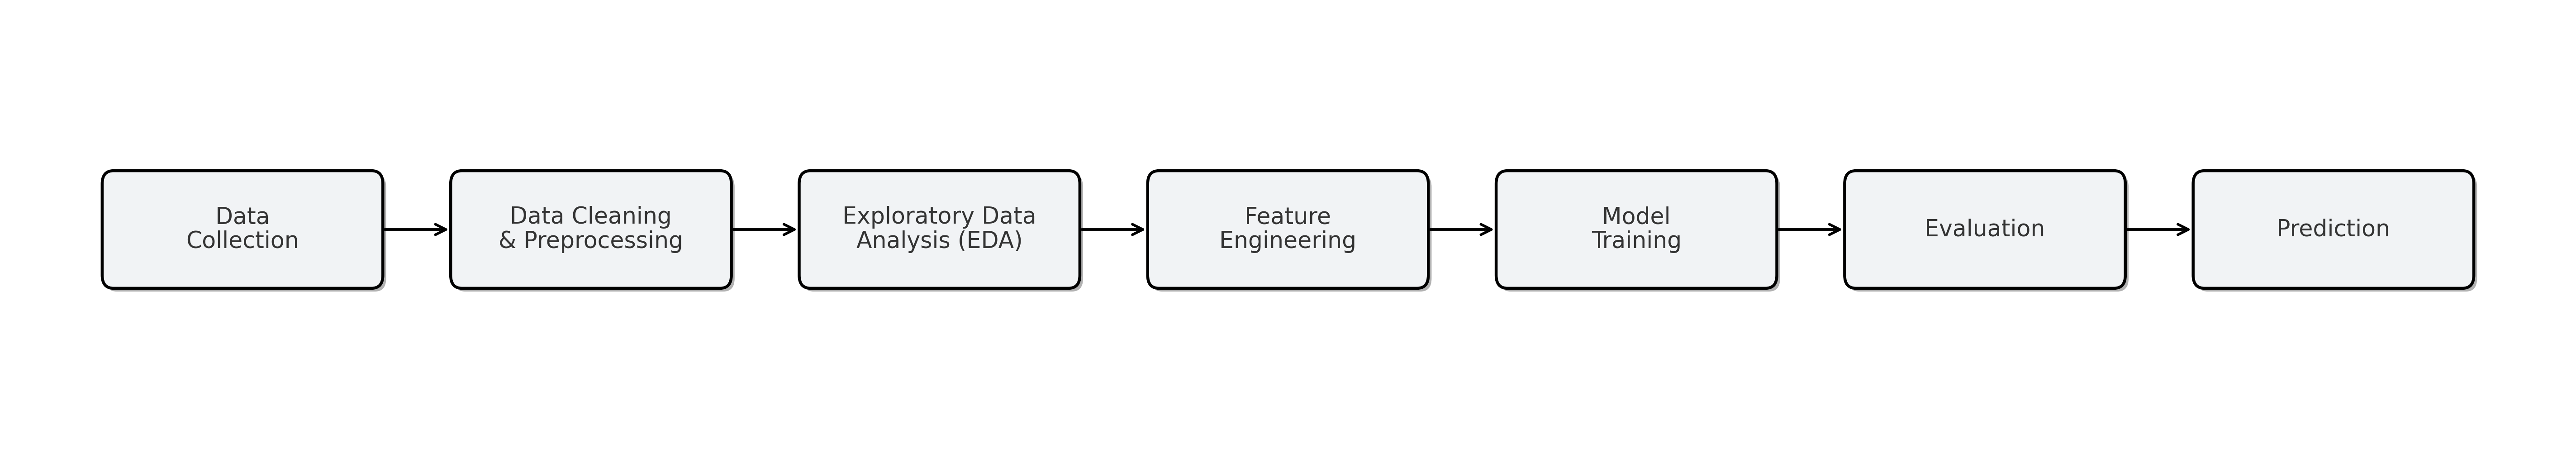 Data
Collection
Data Cleaning
& Preprocessing
Exploratory Data
Analysis (EDA)
Feature
Engineering
Model
Training
Evaluation
Prediction